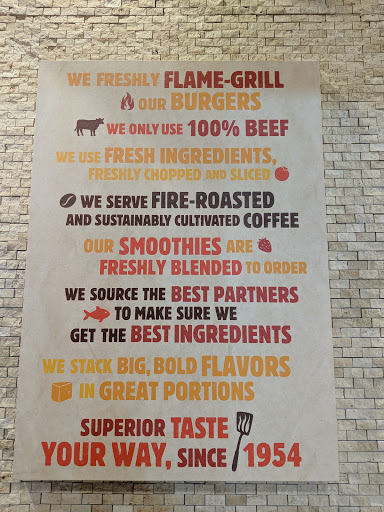 WE FRESHLY FLAME-GRILL
OUR BURGERS
WE ONLY USE 100% BEEF
WE USE FRESH INGREDIENTS,
FRESHLY CHOPPED AND SLICED
WE SERVE FIRE-ROASTED
AND SUSTAINABLY CULTIVATED COFFEE
OUR SMOOTHIES ARE
FRESHLY BLENDED TO ORDER
WE SOURCE THE BEST PARTNERS
TO MAKE SURE WE
GET THE BEST INGREDIENTS
WE STACK BIG, BOLD FLAVORS
IN GREAT PORTIONS
SUPERIOR TASTE
YOUR WAY, SINCE 1954